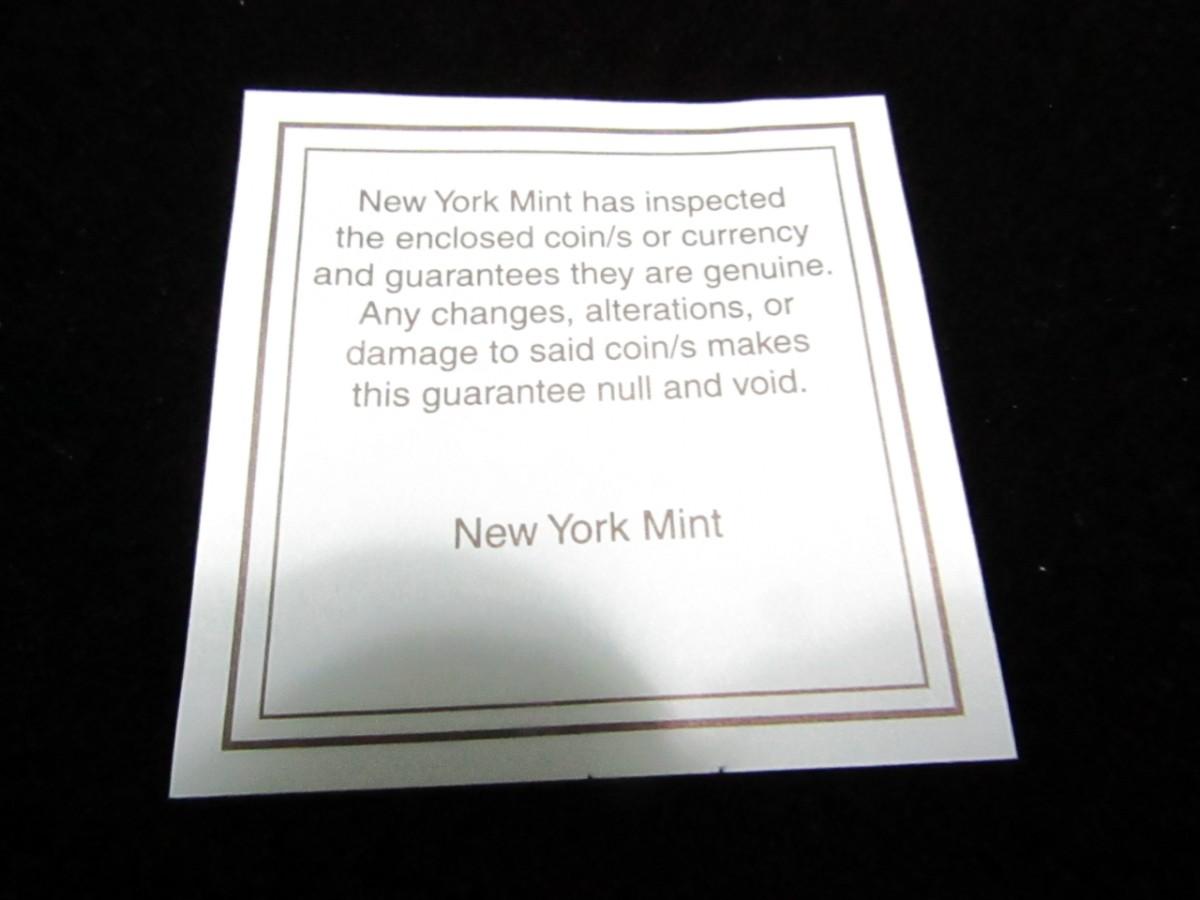 New York Mint has inspected
the enclosed coin/s or currency
and guarantees they are genuine.
Any changes, alterations, or
damage to said coin/s makes
this guarantee null and void.
New York Mint